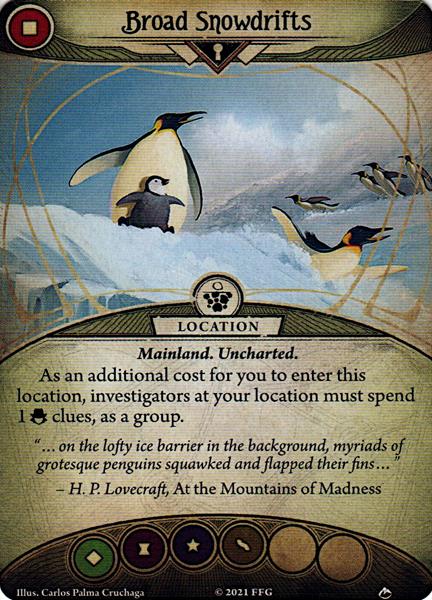 Broad Snowdrifts
LOCATION
Mainland. Uncharted.
As an additional cost for you to enter this
location, investigators at your location must spend
1 clues, as a group.
“… on the lofty ice barrier in the background, myriads of
grotesque penguins squawked and flapped their fins…”
– H. P. Lovecraft, At the Mountains of Madness
Illus. Carlos Palma Cruchaga
© 2021 FFG